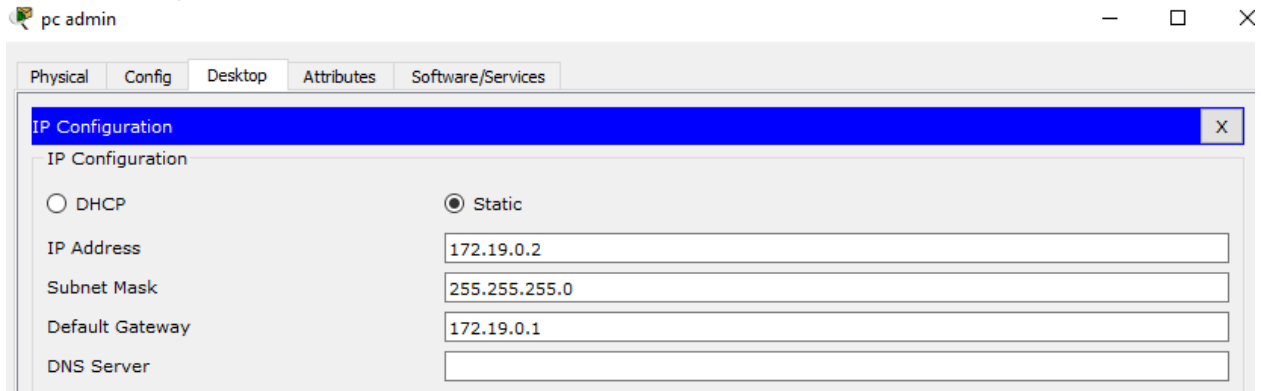 pc admin
Physical Config Desktop Attributes Software/Services
IP Configuration X
IP Configuration
DHCP Static
IP Address 172.19.0.2
Subnet Mask 255.255.255.0
Default Gateway 172.19.0.1
DNS Server